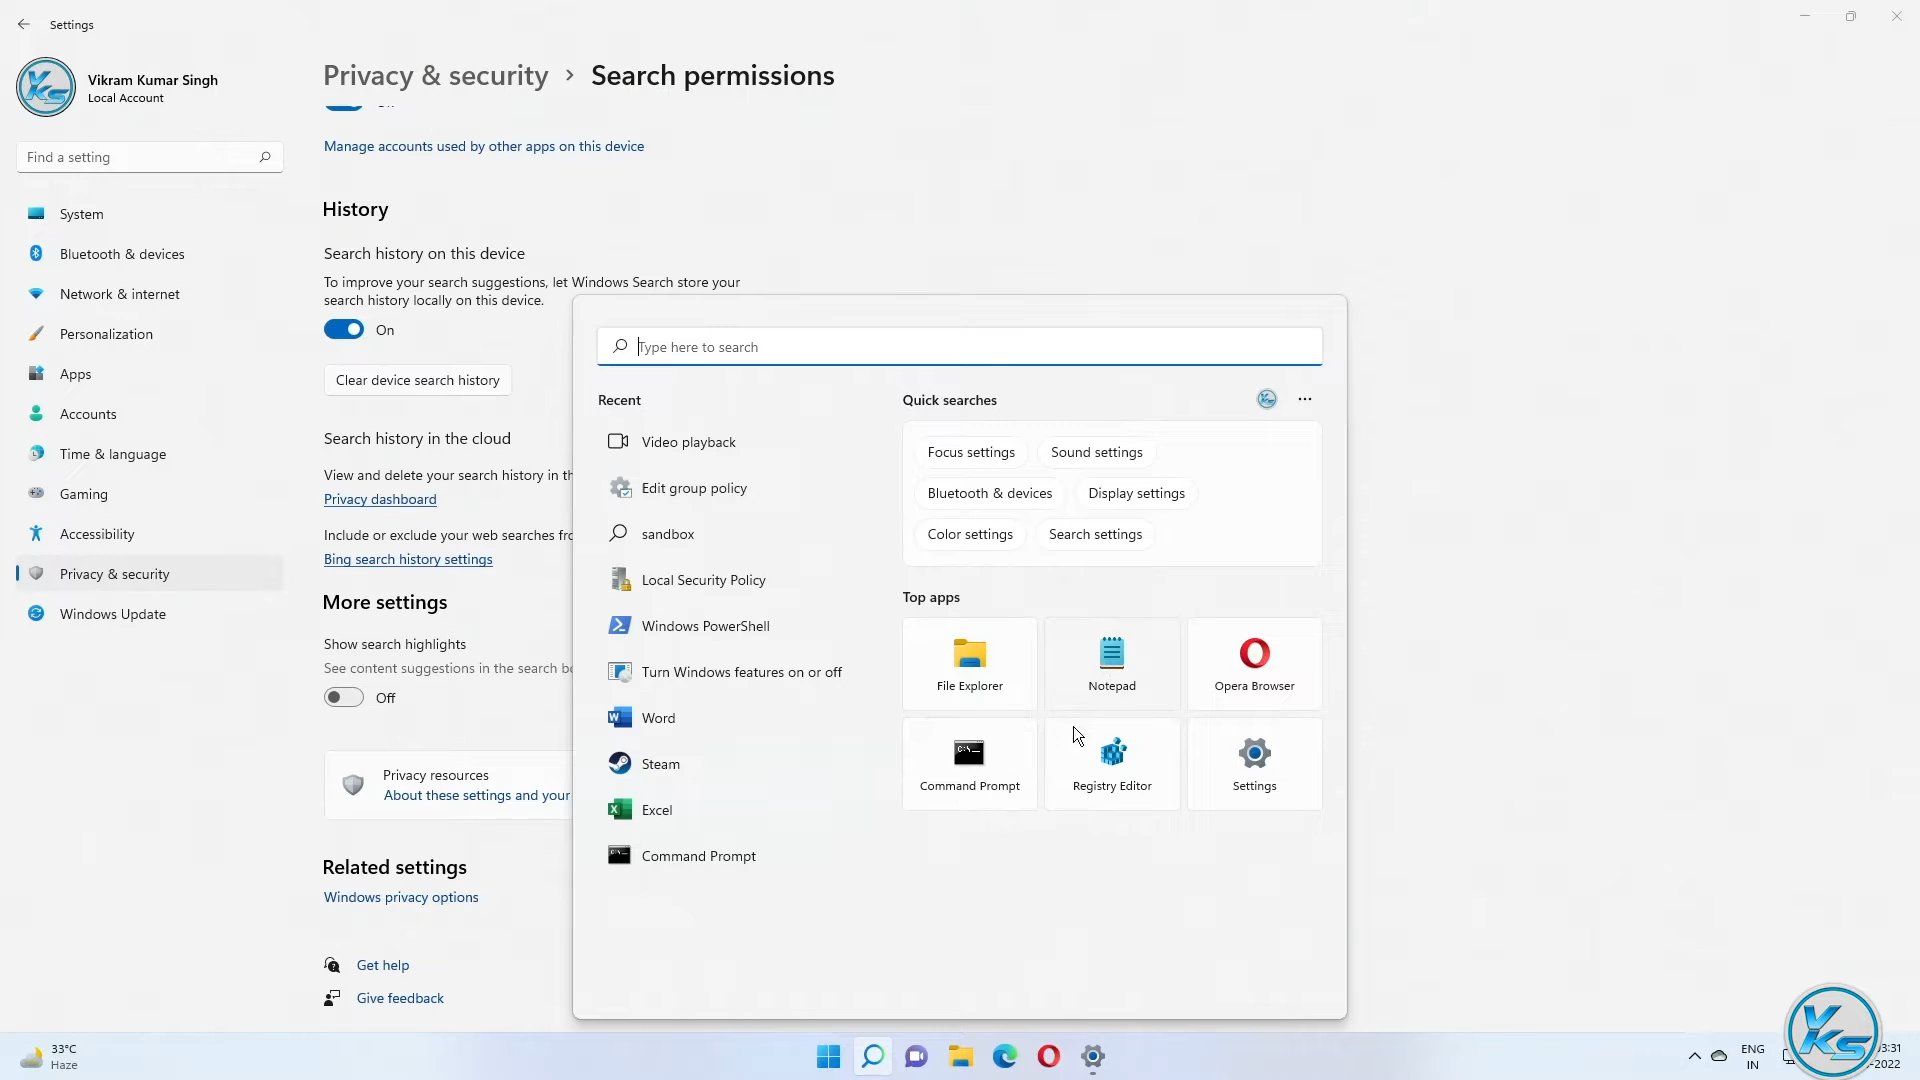 Settings
Vikram Kumar Singh
Local Account
Find a setting
System
Bluetooth & devices
Network & internet
Personalization
Apps
Accounts
Time & language
Gaming
Accessibility
Privacy & security
Windows Update
Privacy & security > Search permissions
Manage accounts used by other apps on this device
History
Search history on this device
To improve your search suggestions, let Windows Search store your
search history locally on this device.
On
Clear device search history
Search history in the cloud
View and delete your search history in th
Privacy dashboard
Include or exclude your web searches fro
Bing search history settings
More settings
Show search highlights
See content suggestions in the search bo
Off
Privacy resources
About these settings and your
Related settings
Windows privacy options
Get help
Give feedback
Type here to search
Recent
Video playback
Edit group policy
sandbox
Local Security Policy
Windows PowerShell
Turn Windows features on or off
Word
Steam
Excel
Command Prompt
Quick searches
Focus settings
Sound settings
Bluetooth & devices
Display settings
Color settings
Search settings
Top apps
File Explorer
Notepad
Opera Browser
Command Prompt
Registry Editor
Settings
33°C
Haze
ENG
IN
3:31
-2022
YKS